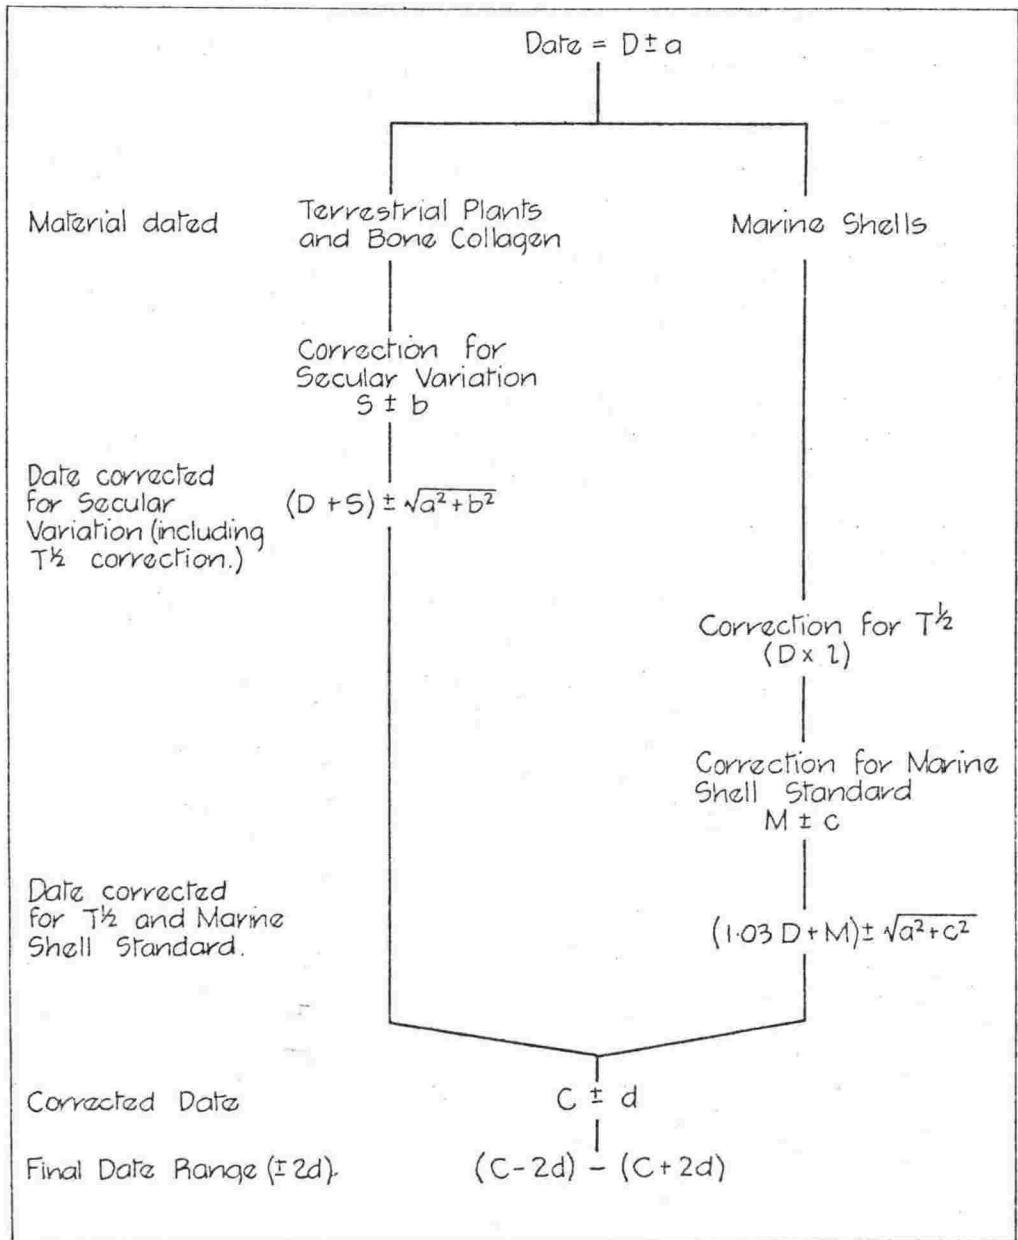 Date = D ± a
Material dated
Terrestrial Plants
and Bone Collagen
Marine Shells
Correction for
Secular Variation
S ± b
Date corrected
for Secular
Variation (including
T½ correction.)
(D + S) ± √a² + b²
Correction for T½
(D x 2)
Correction for Marine
Shell Standard
M ± c
Date corrected
for T½ and Marine
Shell Standard.
(1·03 D + M) ± √a² + c²
Corrected Date
C ± d
Final Date Range (± 2d).
(C - 2d) - (C + 2d)